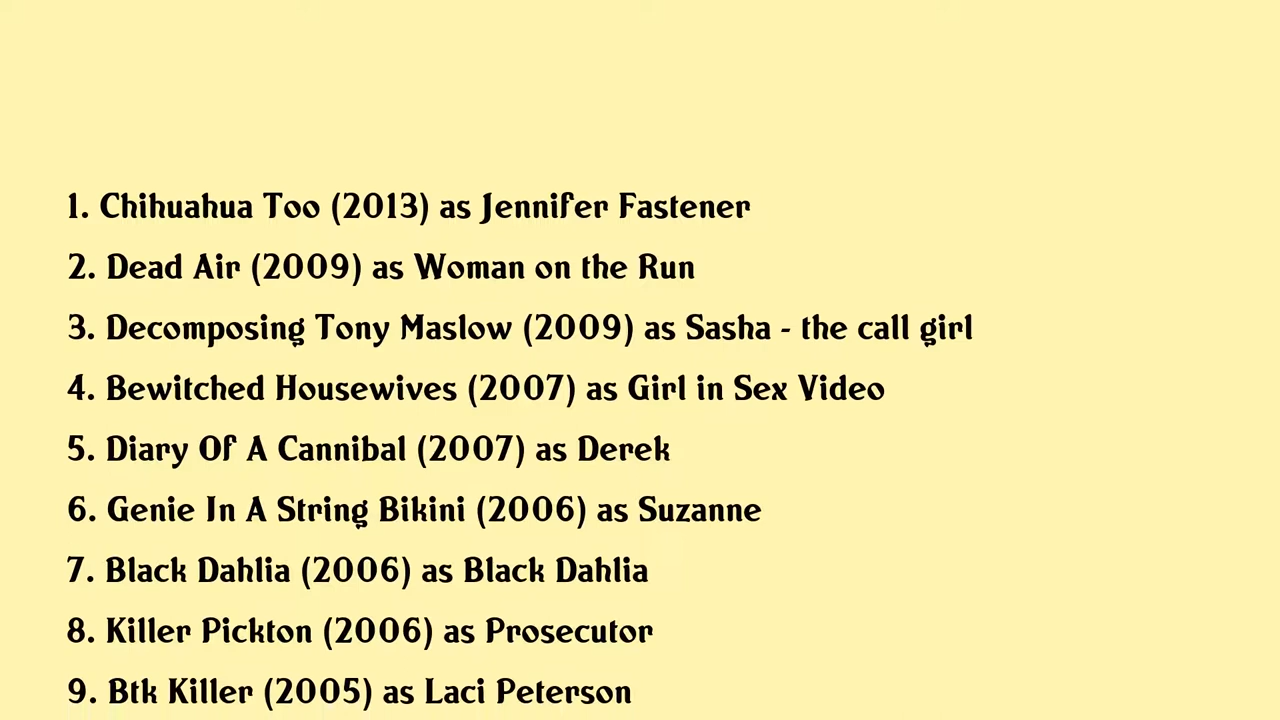 1. Chihuahua Too (2013) as Jennifer Fastener
2. Dead Air (2009) as Woman on the Run
3. Decomposing Tony Maslow (2009) as Sasha - the call girl
4. Bewitched Housewives (2007) as Girl in Sex Video
5. Diary Of A Cannibal (2007) as Derek
6. Genie In A String Bikini (2006) as Suzanne
7. Black Dahlia (2006) as Black Dahlia
8. Killer Pickton (2006) as Prosecutor
9. Btk Killer (2005) as Laci Peterson